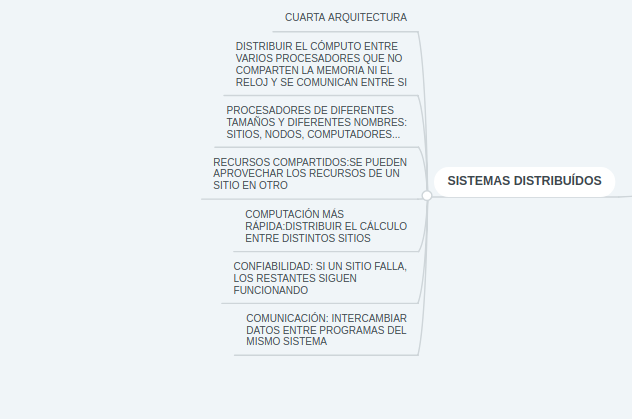 CUARTA ARQUITECTURA
DISTRIBUIR EL CÓMPUTO ENTRE
VARIOS PROCESADORES QUE NO
COMPARTEN LA MEMORIA NI EL
RELOJ Y SE COMUNICAN ENTRE SI
PROCESADORES DE DIFERENTES
TAMAÑOS Y DIFERENTES NOMBRES:
SITIOS, NODOS, COMPUTADORES...
RECURSOS COMPARTIDOS:SE PUEDEN
APROVECHAR LOS RECURSOS DE UN
SITIO EN OTRO
SISTEMAS DISTRIBUÍDOS
COMPUTACIÓN MÁS
RÁPIDA:DISTRIBUIR EL CÁLCULO
ENTRE DISTINTOS SITIOS
CONFIABILIDAD: SI UN SITIO FALLA,
LOS RESTANTES SIGUEN
FUNCIONANDO
COMUNICACIÓN: INTERCAMBIAR
DATOS ENTRE PROGRAMAS DEL
MISMO SISTEMA